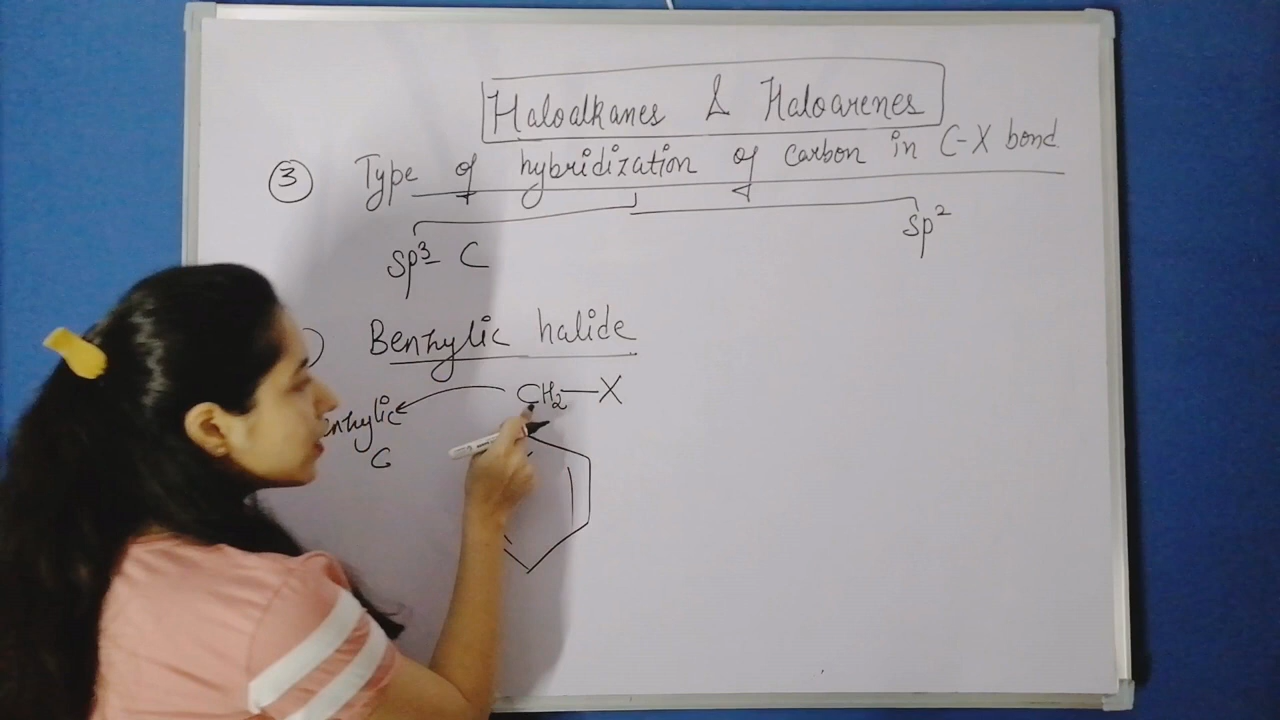 Haloalkanes & Haloarenes
③ Type of hybridization of carbon in C-X bond
sp³- C
sp²
Benzylic halide
CH₂—X
C